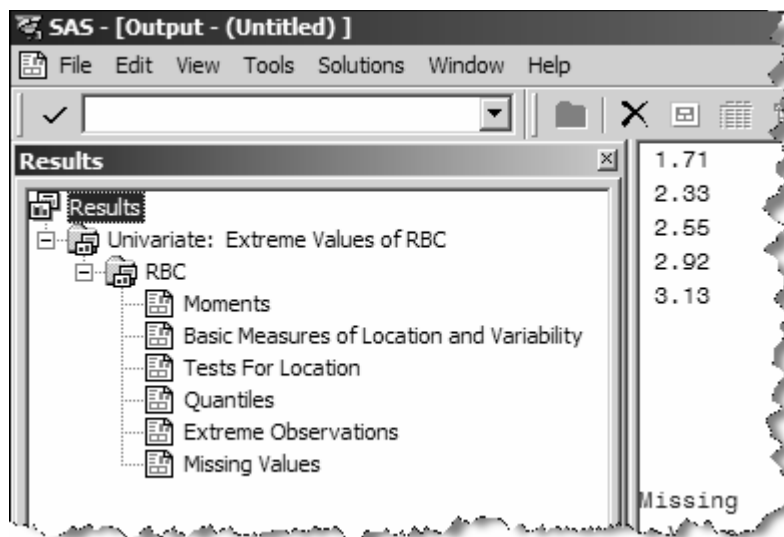 SAS - [Output - (Untitled) ]
File Edit View Tools Solutions Window Help
Results
Results
Univariate: Extreme Values of RBC
RBC
Moments
Basic Measures of Location and Variability
Tests For Location
Quantiles
Extreme Observations
Missing Values
1.71
2.33
2.55
2.92
3.13
Missing